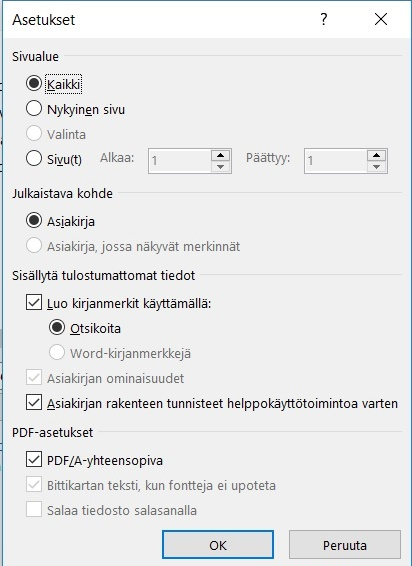 Asetukset
Sivualue
Kaikki
Nykyinen sivu
Valinta
Sivu(t) Alkaa: 1 Päättyy: 1
Julkaistava kohde
Asiakirja
Asiakirja, jossa näkyvät merkinnät
Sisällytä tulostumattomat tiedot
Luo kirjanmerkit käyttämällä:
Otsikoita
Word-kirjanmerkkejä
Asiakirjan ominaisuudet
Asiakirjan rakenteen tunnisteet helppokäyttötoimintoa varten
PDF-asetukset
PDF/A-yhteensopiva
Bittikartan teksti, kun fontteja ei upoteta
Salaa tiedosto salasanalla
OK Peruuta